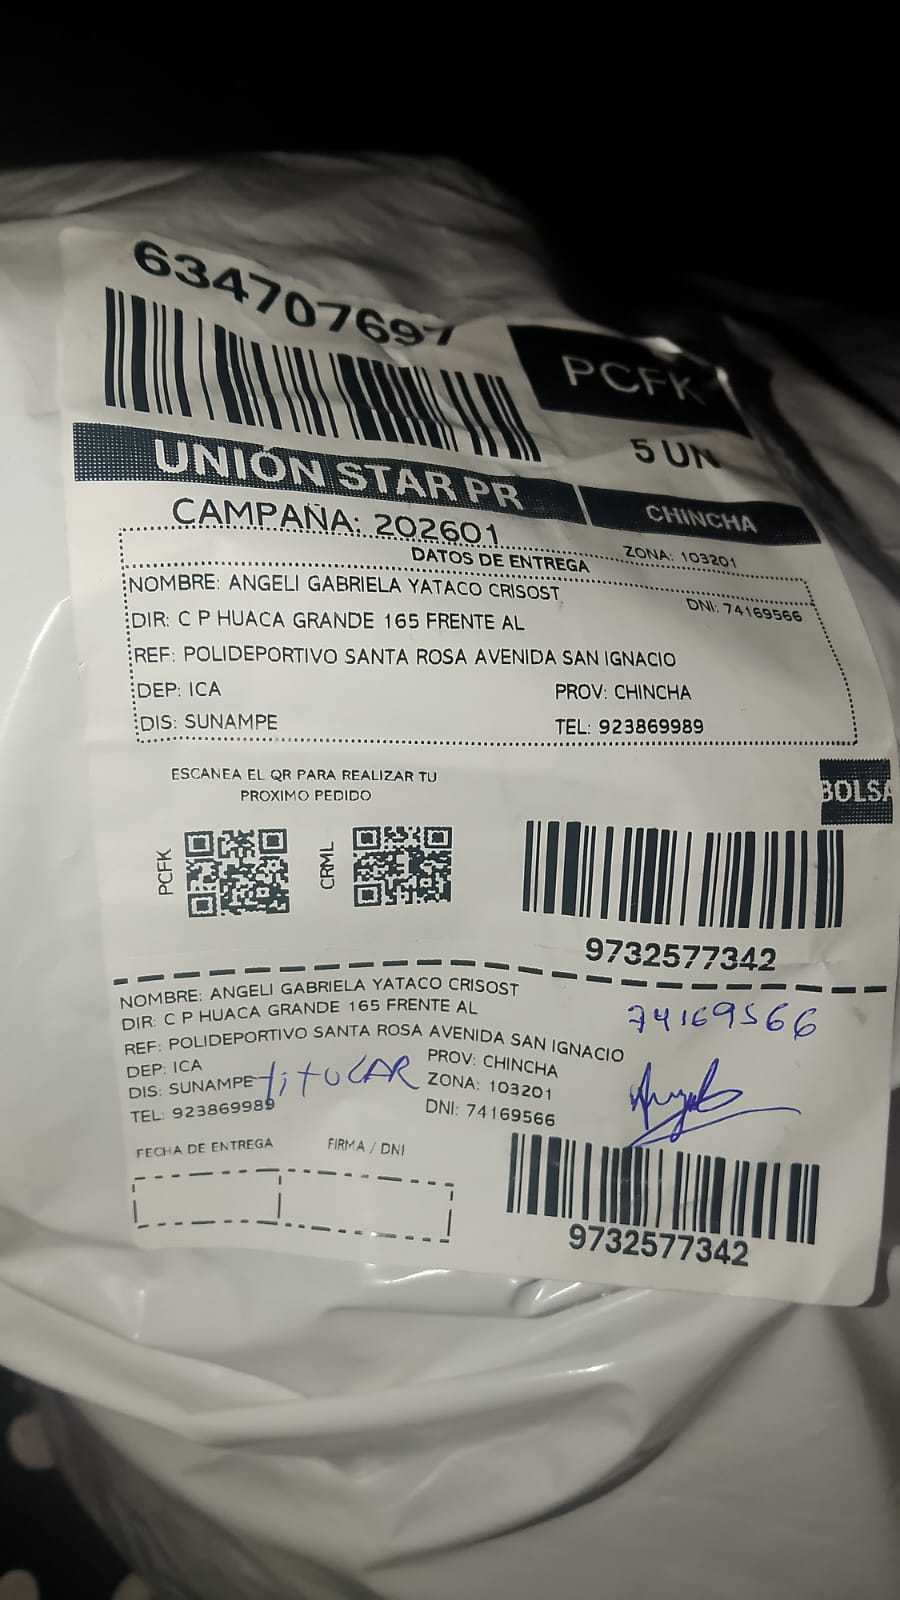 6347077697
PCFK
5 UN
UNIÓN STAR PR
CHINCHA
CAMPAÑA: 202601
ZONA: 103201
DATOS DE ENTREGA
NOMBRE: ANGELI GABRIELA YATACO CRISOST
DNI: 74169566
DIR: C P HUACA GRANDE 165 FRENTE AL
REF: POLIDEPORTIVO SANTA ROSA AVENIDA SAN IGNACIO
DEP: ICA PROV: CHINCHA
DIS: SUNAMPE TEL: 923869989
ESCANEA EL QR PARA REALIZAR TU
PROXIMO PEDIDO
BOLSA
PCFK
CRML
9732577342
NOMBRE: ANGELI GABRIELA YATACO CRISOST
DIR: C P HUACA GRANDE 165 FRENTE AL
74169566
REF: POLIDEPORTIVO SANTA ROSA AVENIDA SAN IGNACIO
DEP: ICA PROV: CHINCHA
DIS: SUNAMPE titular ZONA: 103201
TEL: 923869989 DNI: 74169566
FECHA DE ENTREGA FIRMA / DNI
9732577342